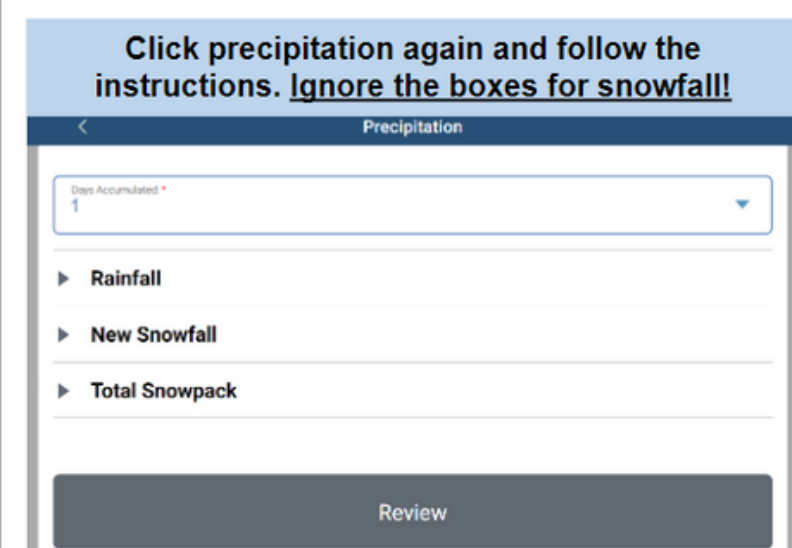 Click precipitation again and follow the
instructions. Ignore the boxes for snowfall!
Precipitation
Days Accumulated *
1
Rainfall
New Snowfall
Total Snowpack
Review